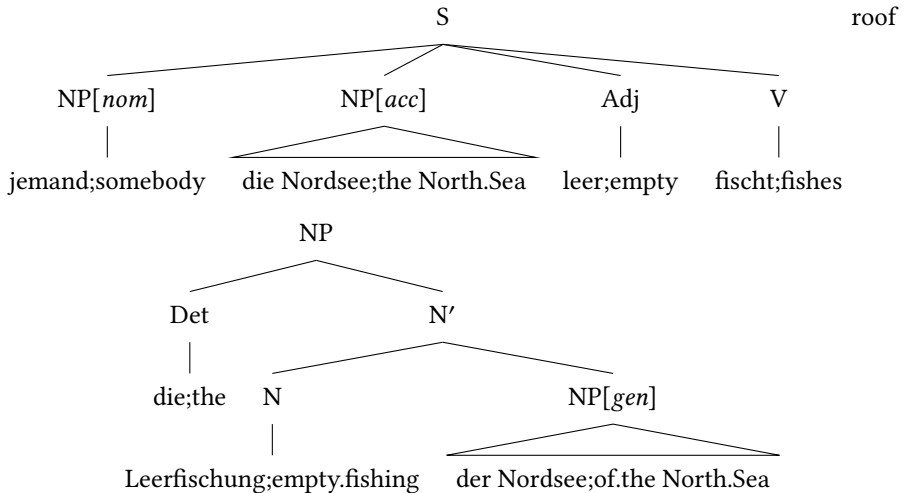 S roof
NP[nom] NP[acc] Adj V
jemand;somebody die Nordsee;the North.Sea leer;empty fischt;fishes
NP
Det N′
die;the N NP[gen]
Leerfischung;empty.fishing der Nordsee;of.the North.Sea